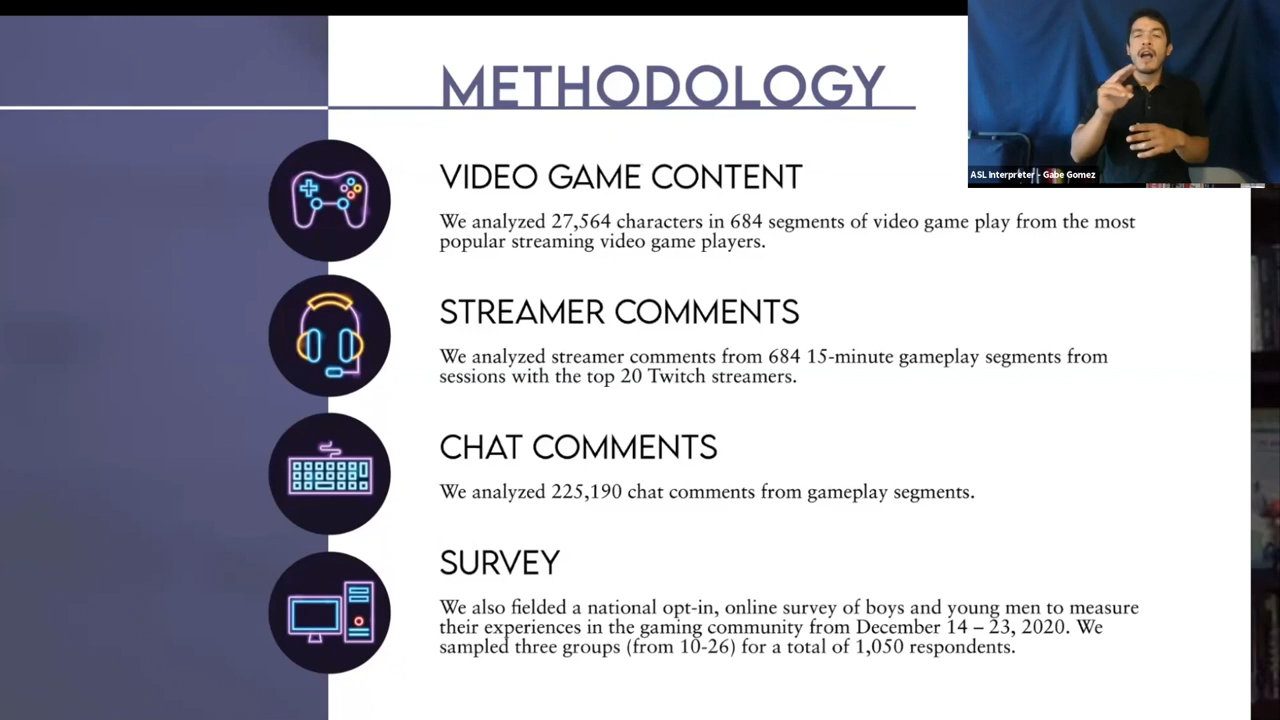 METHODOLOGY
ASL Interpreter - Gabe Gomez
VIDEO GAME CONTENT
We analyzed 27,564 characters in 684 segments of video game play from the most
popular streaming video game players.
STREAMER COMMENTS
We analyzed streamer comments from 684 15-minute gameplay segments from
sessions with the top 20 Twitch streamers.
CHAT COMMENTS
We analyzed 225,190 chat comments from gameplay segments.
SURVEY
We also fielded a national opt-in, online survey of boys and young men to measure
their experiences in the gaming community from December 14 – 23, 2020. We
sampled three groups (from 10-26) for a total of 1,050 respondents.